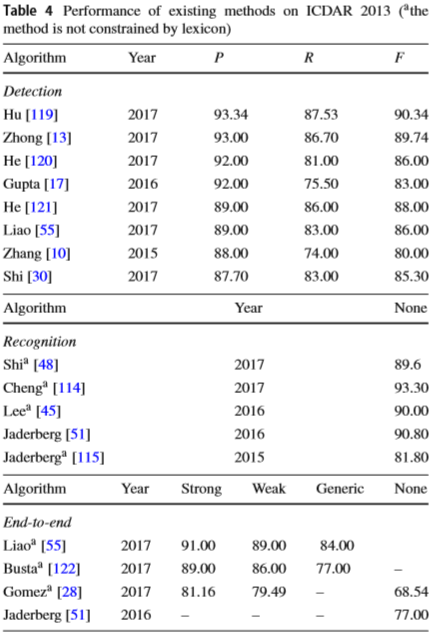 Table 4 Performance of existing methods on ICDAR 2013 (ᵃthe
method is not constrained by lexicon)
Algorithm Year P R F
Detection
Hu [119] 2017 93.34 87.53 90.34
Zhong [13] 2017 93.00 86.70 89.74
He [120] 2017 92.00 81.00 86.00
Gupta [17] 2016 92.00 75.50 83.00
He [121] 2017 89.00 86.00 88.00
Liao [55] 2017 89.00 83.00 86.00
Zhang [10] 2015 88.00 74.00 80.00
Shi [30] 2017 87.70 83.00 85.30
Algorithm Year None
Recognition
Shiᵃ [48] 2017 89.6
Chengᵃ [114] 2017 93.30
Leeᵃ [45] 2016 90.00
Jaderberg [51] 2016 90.80
Jaderbergᵃ [115] 2015 81.80
Algorithm Year Strong Weak Generic None
End-to-end
Liaoᵃ [55] 2017 91.00 89.00 84.00
Bustaᵃ [122] 2017 89.00 86.00 77.00 –
Gomezᵃ [28] 2017 81.16 79.49 – 68.54
Jaderberg [51] 2016 – – – 77.00